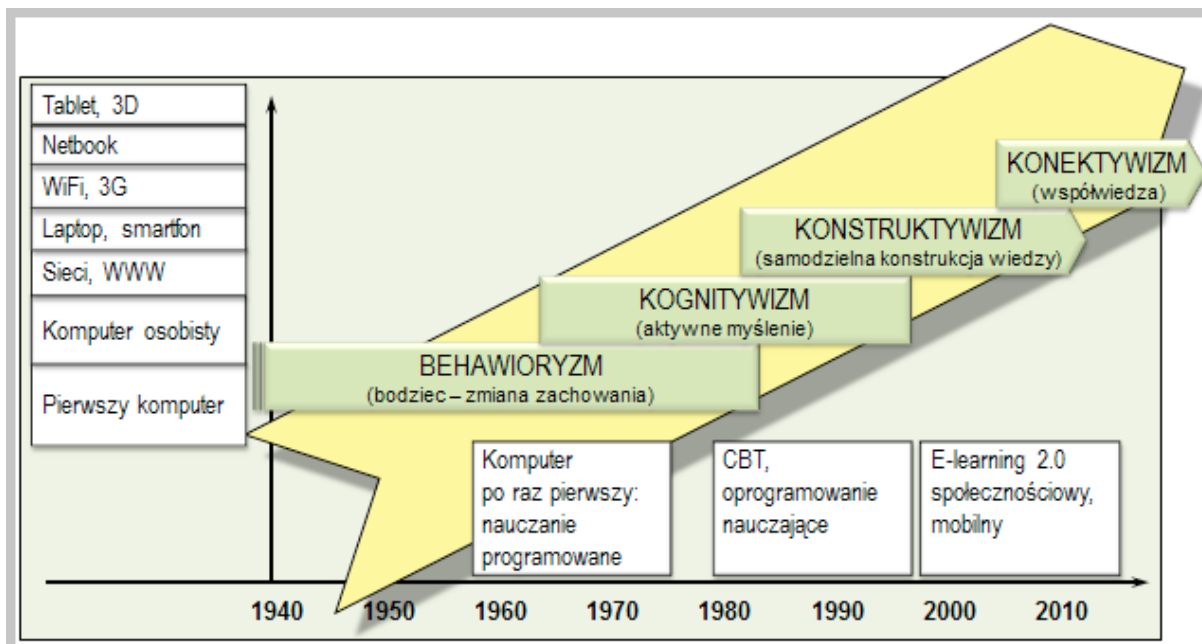 Tablet, 3D
Netbook
WiFi, 3G
Laptop, smartfon
Sieci, WWW
Komputer osobisty
Pierwszy komputer
KONEKTYWIZM
(współwiedza)
KONSTRUKTYWIZM
(samodzielna konstrukcja wiedzy)
KOGNITYWIZM
(aktywne myślenie)
BEHAWIORYZM
(bodziec – zmiana zachowania)
Komputer
po raz pierwszy:
nauczanie
programowane
CBT,
oprogramowanie
nauczające
E-learning 2.0
społecznościowy,
mobilny
1940 1950 1960 1970 1980 1990 2000 2010